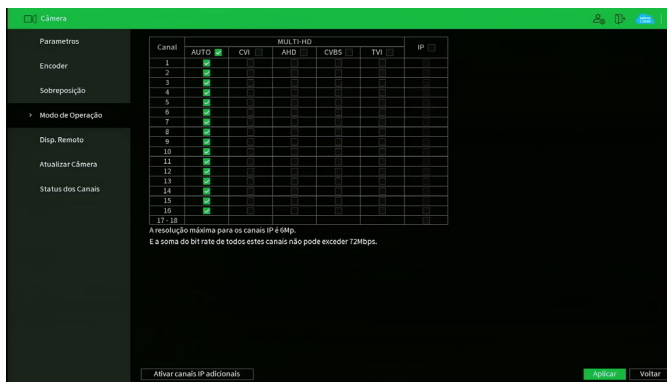 Câmera
Parametros
Encoder
Sobreposição
> Modo de Operação
Disp. Remoto
Atualizar Câmera
Status dos Canais
Canal MULTI-HD IP
AUTO CVI AHD CVBS TVI
1
2
3
4
5
6
7
8
9
10
11
12
13
14
15
16
17 - 18
A resolução máxima para os canais IP é 6Mp.
E a soma do bit rate de todos estes canais não pode exceder 72Mbps.
Ativar canais IP adicionais
Aplicar
Voltar